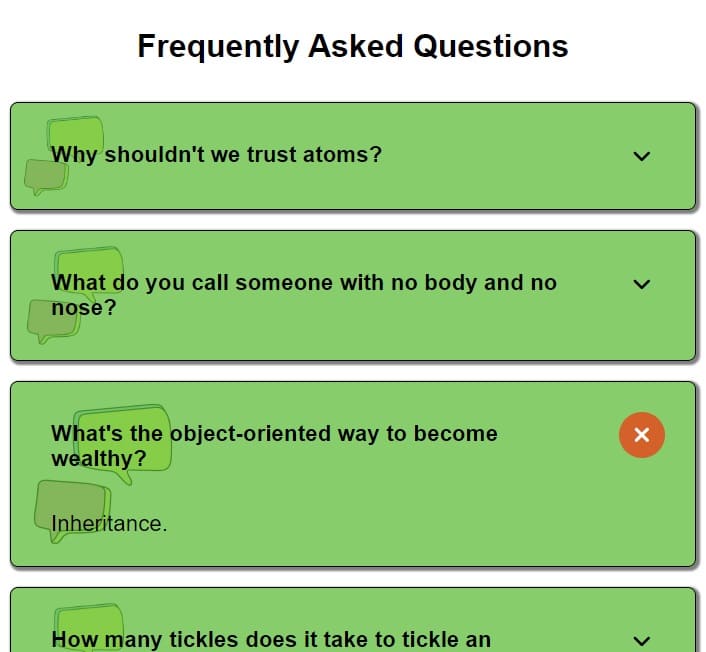 Frequently Asked Questions
Why shouldn't we trust atoms?
What do you call someone with no body and no
nose?
What's the object-oriented way to become
wealthy?
Inheritance.
How many tickles does it take to tickle an